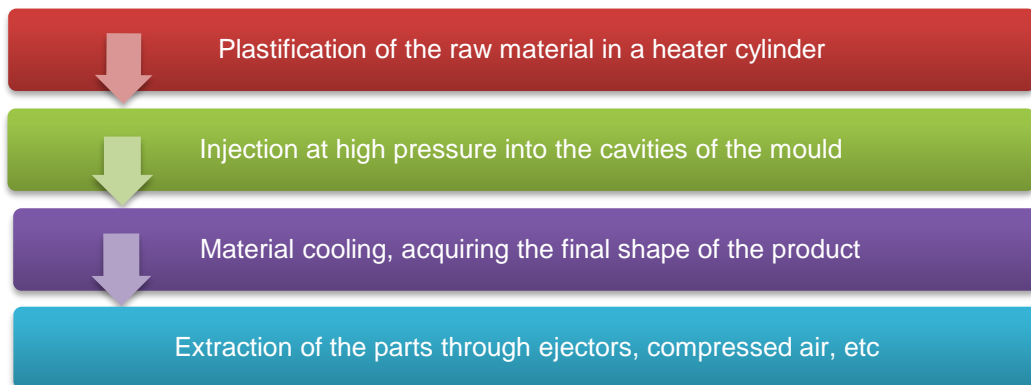 Plastification of the raw material in a heater cylinder
Injection at high pressure into the cavities of the mould
Material cooling, acquiring the final shape of the product
Extraction of the parts through ejectors, compressed air, etc